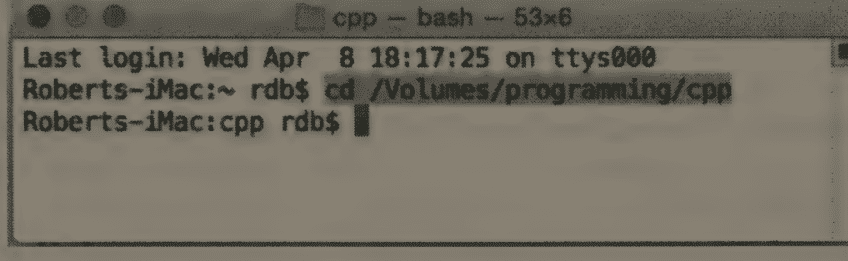 cpp — bash — 53×6
Last login: Wed Apr  8 18:17:25 on ttys000
Roberts-iMac:~ rdb$ cd /Volumes/programming/cpp
Roberts-iMac:cpp rdb$